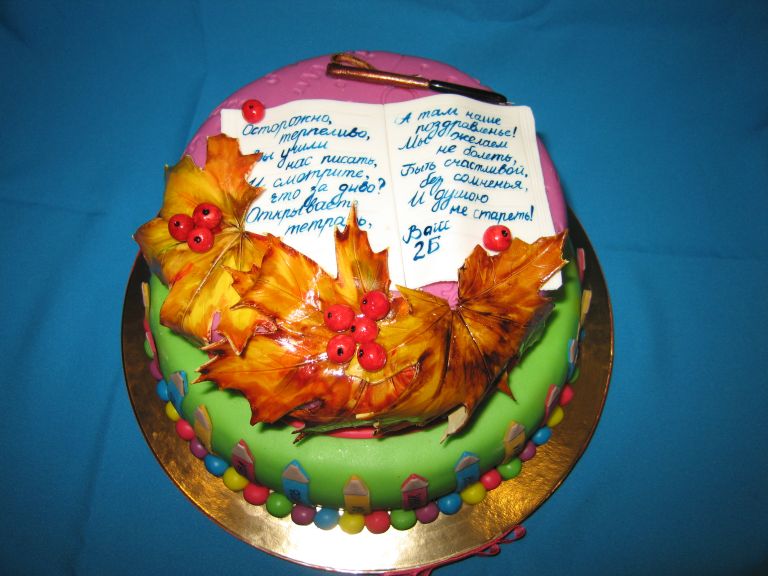 Осторожно,
терпеливо,
Вы учили
нас писать,
И смотрите,
что за диво?
Открываете
тетрадь,
А там наше
поздравленье!
Мы желаем
не болеть,
Быть счастливой,
без сомненья,
И душою
не стареть!
Ваш
2Б